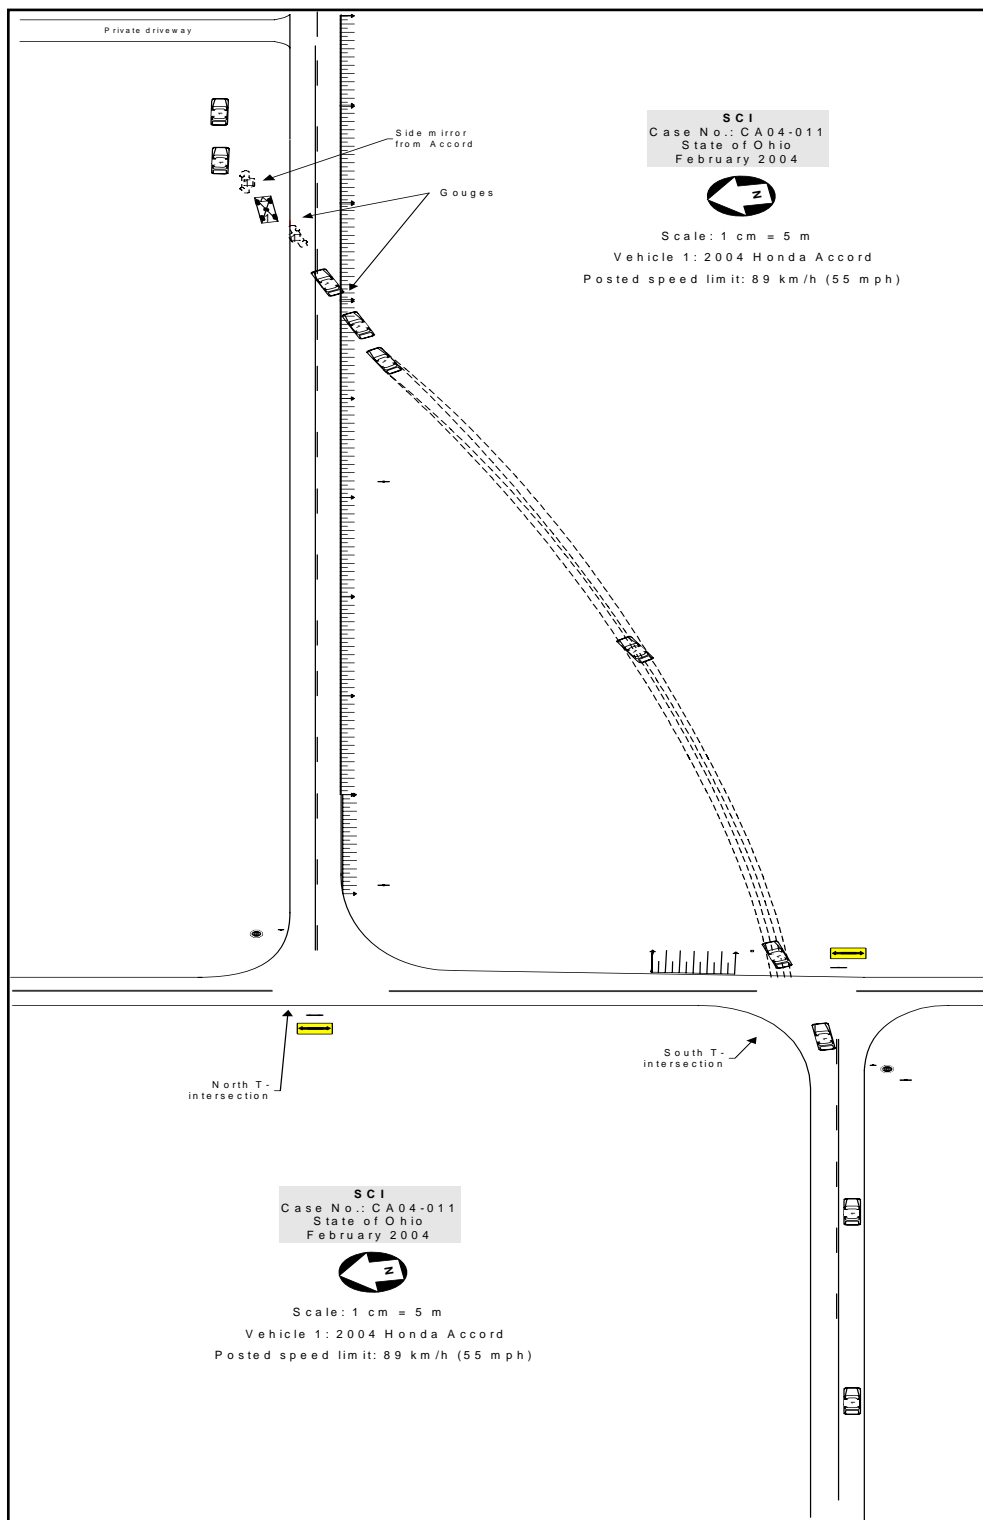 Private driveway
Side mirror
from Accord
Gouges
SCI
Case No.: CA04-011
State of Ohio
February 2004
N
Scale: 1 cm = 5 m
Vehicle 1: 2004 Honda Accord
Posted speed limit: 89 km/h (55 mph)
North T-
intersection
South T-
intersection
SCI
Case No.: CA04-011
State of Ohio
February 2004
N
Scale: 1 cm = 5 m
Vehicle 1: 2004 Honda Accord
Posted speed limit: 89 km/h (55 mph)